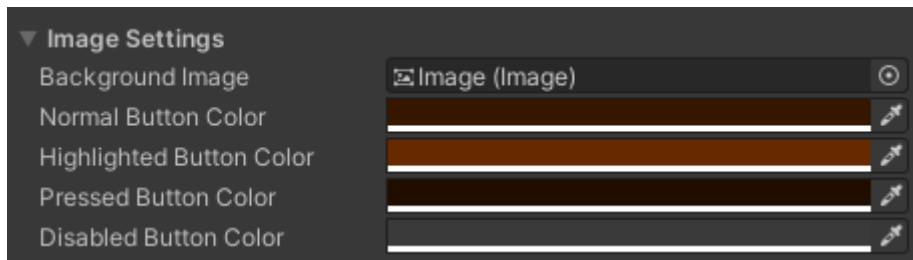 Image Settings
Background Image Image (Image)
Normal Button Color
Highlighted Button Color
Pressed Button Color
Disabled Button Color